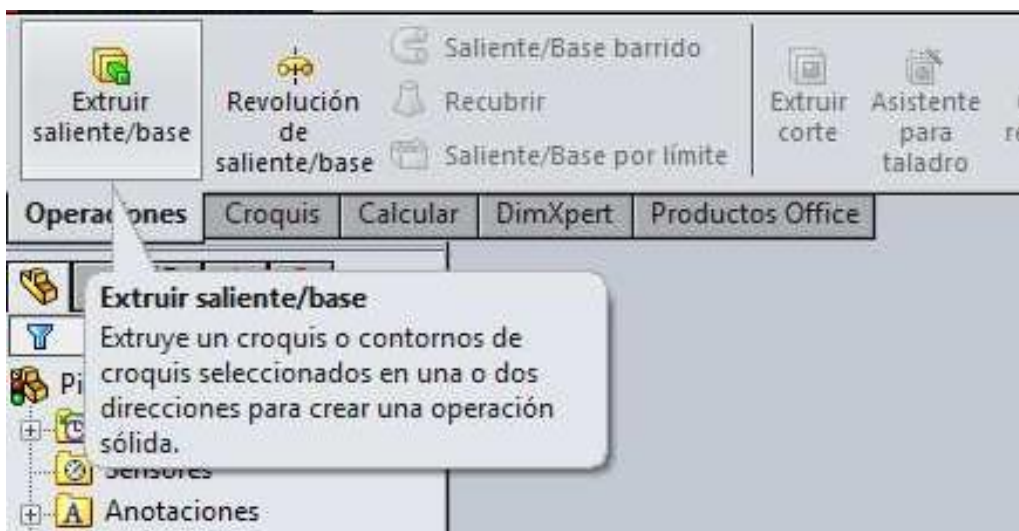 Extruir
saliente/base
Revolución
de
saliente/base
Saliente/Base barrido
Recubrir
Saliente/Base por límite
Extruir
corte
Asistente
para
taladro
Operaciones
Croquis
Calcular
DimXpert
Productos Office
Extruir saliente/base
Extruye un croquis o contornos de
croquis seleccionados en una o dos
direcciones para crear una operación
sólida.
Sensores
Anotaciones